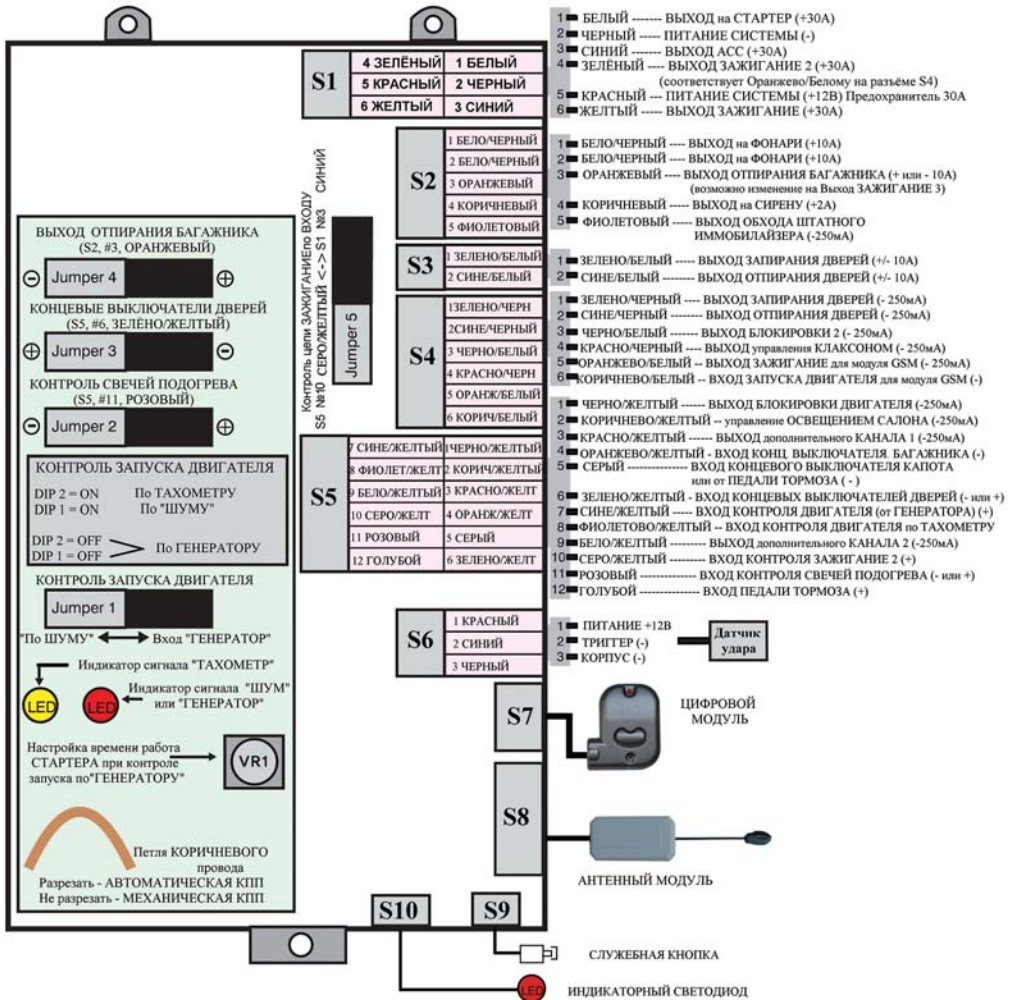 S1
4 ЗЕЛЁНЫЙ 1 БЕЛЫЙ
5 КРАСНЫЙ 2 ЧЕРНЫЙ
6 ЖЕЛТЫЙ 3 СИНИЙ
1 БЕЛЫЙ ------- ВЫХОД на СТАРТЕР (+30А)
2 ЧЕРНЫЙ ----- ПИТАНИЕ СИСТЕМЫ (-)
3 СИНИЙ ------ ВЫХОД АСС (+30А)
4 ЗЕЛЁНЫЙ ---- ВЫХОД ЗАЖИГАНИЕ 2 (+30А)
(соответствует Оранжево/Белому на разъёме S4)
5 КРАСНЫЙ --- ПИТАНИЕ СИСТЕМЫ (+12В) Предохранитель 30А
6 ЖЕЛТЫЙ ----- ВЫХОД ЗАЖИГАНИЕ (+30А)
S2
1 БЕЛО/ЧЕРНЫЙ
2 БЕЛО/ЧЕРНЫЙ
3 ОРАНЖЕВЫЙ
4 КОРИЧНЕВЫЙ
5 ФИОЛЕТОВЫЙ
1 БЕЛО/ЧЕРНЫЙ ---- ВЫХОД на ФОНАРИ (+10А)
2 БЕЛО/ЧЕРНЫЙ ---- ВЫХОД на ФОНАРИ (+10А)
3 ОРАНЖЕВЫЙ ---- ВЫХОД ОТПИРАНИЯ БАГАЖНИКА (+ или - 10А)
(возможно изменение на Выход ЗАЖИГАНИЕ 3)
4 КОРИЧНЕВЫЙ ---- ВЫХОД на СИРЕНУ (+2А)
5 ФИОЛЕТОВЫЙ ----- ВЫХОД ОБХОДА ШТАТНОГО
ИММОБИЛАЙЗЕРА (-250мА)
S3
1 ЗЕЛЕНО/БЕЛЫЙ
2 СИНЕ/БЕЛЫЙ
1 ЗЕЛЕНО/БЕЛЫЙ ----- ВЫХОД ЗАПИРАНИЯ ДВЕРЕЙ (+/- 10А)
2 СИНЕ/БЕЛЫЙ -------- ВЫХОД ОТПИРАНИЯ ДВЕРЕЙ (+/- 10А)
S4
1ЗЕЛЕНО/ЧЕРН
2СИНЕ/ЧЕРНЫЙ
3 ЧЕРНО/БЕЛЫЙ
4 КРАСНО/ЧЕРН
5 ОРАНЖ/БЕЛЫЙ
6 КОРИЧ/БЕЛЫЙ
1 ЗЕЛЕНО/ЧЕРНЫЙ - ВЫХОД ЗАПИРАНИЯ ДВЕРЕЙ (- 250мА)
2 СИНЕ/ЧЕРНЫЙ ------ ВЫХОД ОТПИРАНИЯ ДВЕРЕЙ (- 250мА)
3 ЧЕРНО/БЕЛЫЙ ------ ВЫХОД БЛОКИРОВКИ 2 (- 250мА)
4 КРАСНО/ЧЕРНЫЙ ---- ВЫХОД управления КЛАКСОНОМ (- 250мА)
5 ОРАНЖЕВО/БЕЛЫЙ -- ВЫХОД ЗАЖИГАНИЕ для модуля GSM (- 250мА)
6 КОРИЧНЕВО/БЕЛЫЙ -- ВХОД ЗАПУСКА ДВИГАТЕЛЯ для модуля GSM (-)
Контроль цепи ЗАЖИГАНИЕпо ВХОДУ
S5 №10 СЕРО/ЖЕЛТЫЙ <-> S1 №3 СИНИЙ
Jumper 5
S5
7 СИНЕ/ЖЕЛТЫЙ 1ЧЕРНО/ЖЕЛТЫЙ
8 ФИОЛЕТ/ЖЕЛТ 2 КОРИЧ/ЖЕЛТЫЙ
9 БЕЛО/ЖЕЛТЫЙ 3 КРАСНО/ЖЕЛТ
10 СЕРО/ЖЕЛТ 4 ОРАНЖ/ЖЕЛТ
11 РОЗОВЫЙ 5 СЕРЫЙ
12 ГОЛУБОЙ 6 ЗЕЛЕНО/ЖЕЛТ
1 ЧЕРНО/ЖЕЛТЫЙ ------ ВЫХОД БЛОКИРОВКИ ДВИГАТЕЛЯ (-250мА)
2 КОРИЧНЕВО/ЖЕЛТЫЙ -- управление ОСВЕЩЕНИЕМ САЛОНА (-250мА)
3 КРАСНО/ЖЕЛТЫЙ ------ ВЫХОД дополнительного КАНАЛА 1 (-250мА)
4 ОРАНЖЕВО/ЖЕЛТЫЙ - ВХОД КОНЦ. ВЫКЛЮЧАТЕЛЯ. БАГАЖНИКА (-)
5 СЕРЫЙ --------------- ВХОД КОНЦЕВОГО ВЫКЛЮЧАТЕЛЯ КАПОТА
или от ПЕДАЛИ ТОРМОЗА ( - )
6 ЗЕЛЕНО/ЖЕЛТЫЙ - ВХОД КОНЦЕВЫХ ВЫКЛЮЧАТЕЛЕЙ ДВЕРЕЙ (- или +)
7 СИНЕ/ЖЕЛТЫЙ ----- ВХОД КОНТРОЛЯ ДВИГАТЕЛЯ (от ГЕНЕРАТОРА) (+)
8 ФИОЛЕТОВО/ЖЕЛТЫЙ -- ВХОД КОНТРОЛЯ ДВИГАТЕЛЯ по ТАХОМЕТРУ
9 БЕЛО/ЖЕЛТЫЙ -------- ВЫХОД дополнительного КАНАЛА 2 (-250мА)
10 СЕРО/ЖЕЛТЫЙ -------- ВХОД КОНТРОЛЯ ЗАЖИГАНИЕ 2 (+)
11 РОЗОВЫЙ -------------- ВХОД КОНТРОЛЯ СВЕЧЕЙ ПОДОГРЕВА (- или +)
12 ГОЛУБОЙ --------------- ВХОД ПЕДАЛИ ТОРМОЗА (+)
S6
1 КРАСНЫЙ
2 СИНИЙ
3 ЧЕРНЫЙ
1 ПИТАНИЕ +12В
2 ТРИГГЕР (-)
3 КОРПУС (-)
Датчик
удара
S7
ЦИФРОВОЙ
МОДУЛЬ
S8
АНТЕННЫЙ МОДУЛЬ
S10
S9
СЛУЖЕБНАЯ КНОПКА
LED
ИНДИКАТОРНЫЙ СВЕТОДИОД
ВЫХОД ОТПИРАНИЯ БАГАЖНИКА
(S2, #3, ОРАНЖЕВЫЙ)
⊖ Jumper 4 ⊕
КОНЦЕВЫЕ ВЫКЛЮЧАТЕЛИ ДВЕРЕЙ
(S5, #6, ЗЕЛЁНО/ЖЕЛТЫЙ)
⊕ Jumper 3 ⊖
КОНТРОЛЬ СВЕЧЕЙ ПОДОГРЕВА
(S5, #11, РОЗОВЫЙ)
⊖ Jumper 2 ⊕
КОНТРОЛЬ ЗАПУСКА ДВИГАТЕЛЯ
DIP 2 = ON По ТАХОМЕТРУ
DIP 1 = ON По "ШУМУ"
DIP 2 = OFF
DIP 1 = OFF По ГЕНЕРАТОРУ
КОНТРОЛЬ ЗАПУСКА ДВИГАТЕЛЯ
Jumper 1
"По ШУМУ" Вход "ГЕНЕРАТОР"
Индикатор сигнала "ТАХОМЕТР"
LED
LED
Индикатор сигнала "ШУМ"
или "ГЕНЕРАТОР"
Настройка времени работа
СТАРТЕРА при контроле
запуска по"ГЕНЕРАТОРУ"
VR1
Петля КОРИЧНЕВОГО
провода
Разрезать - АВТОМАТИЧЕСКАЯ КПП
Не разрезать - МЕХАНИЧЕСКАЯ КПП